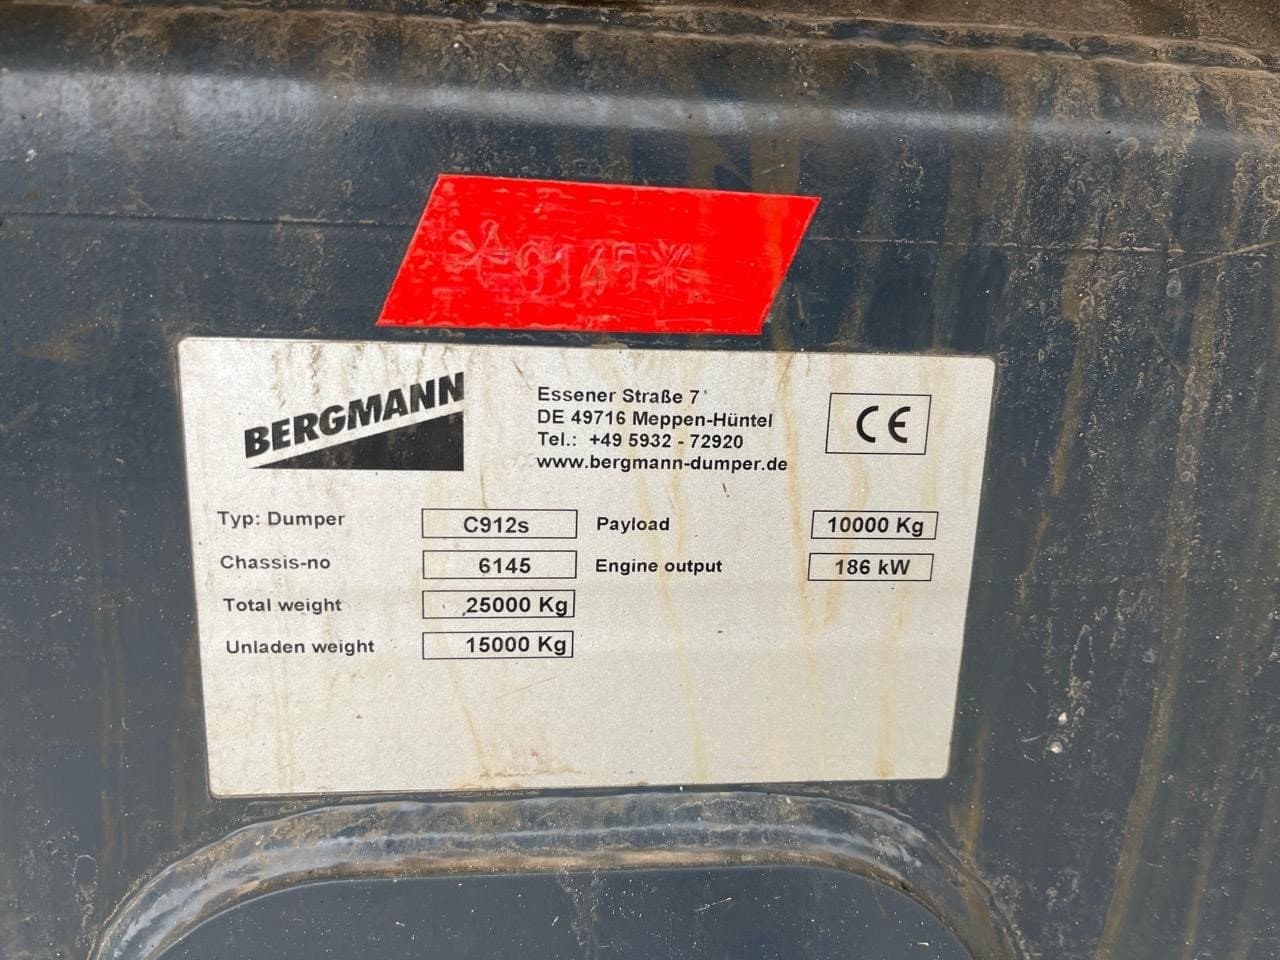 BERGMANN
Essener Straße 7
DE 49716 Meppen-Hüntel
Tel.: +49 5932 - 72920
www.bergmann-dumper.de
CE
Typ: Dumper C912s Payload 10000 Kg
Chassis-no 6145 Engine output 186 kW
Total weight 25000 Kg
Unladen weight 15000 Kg